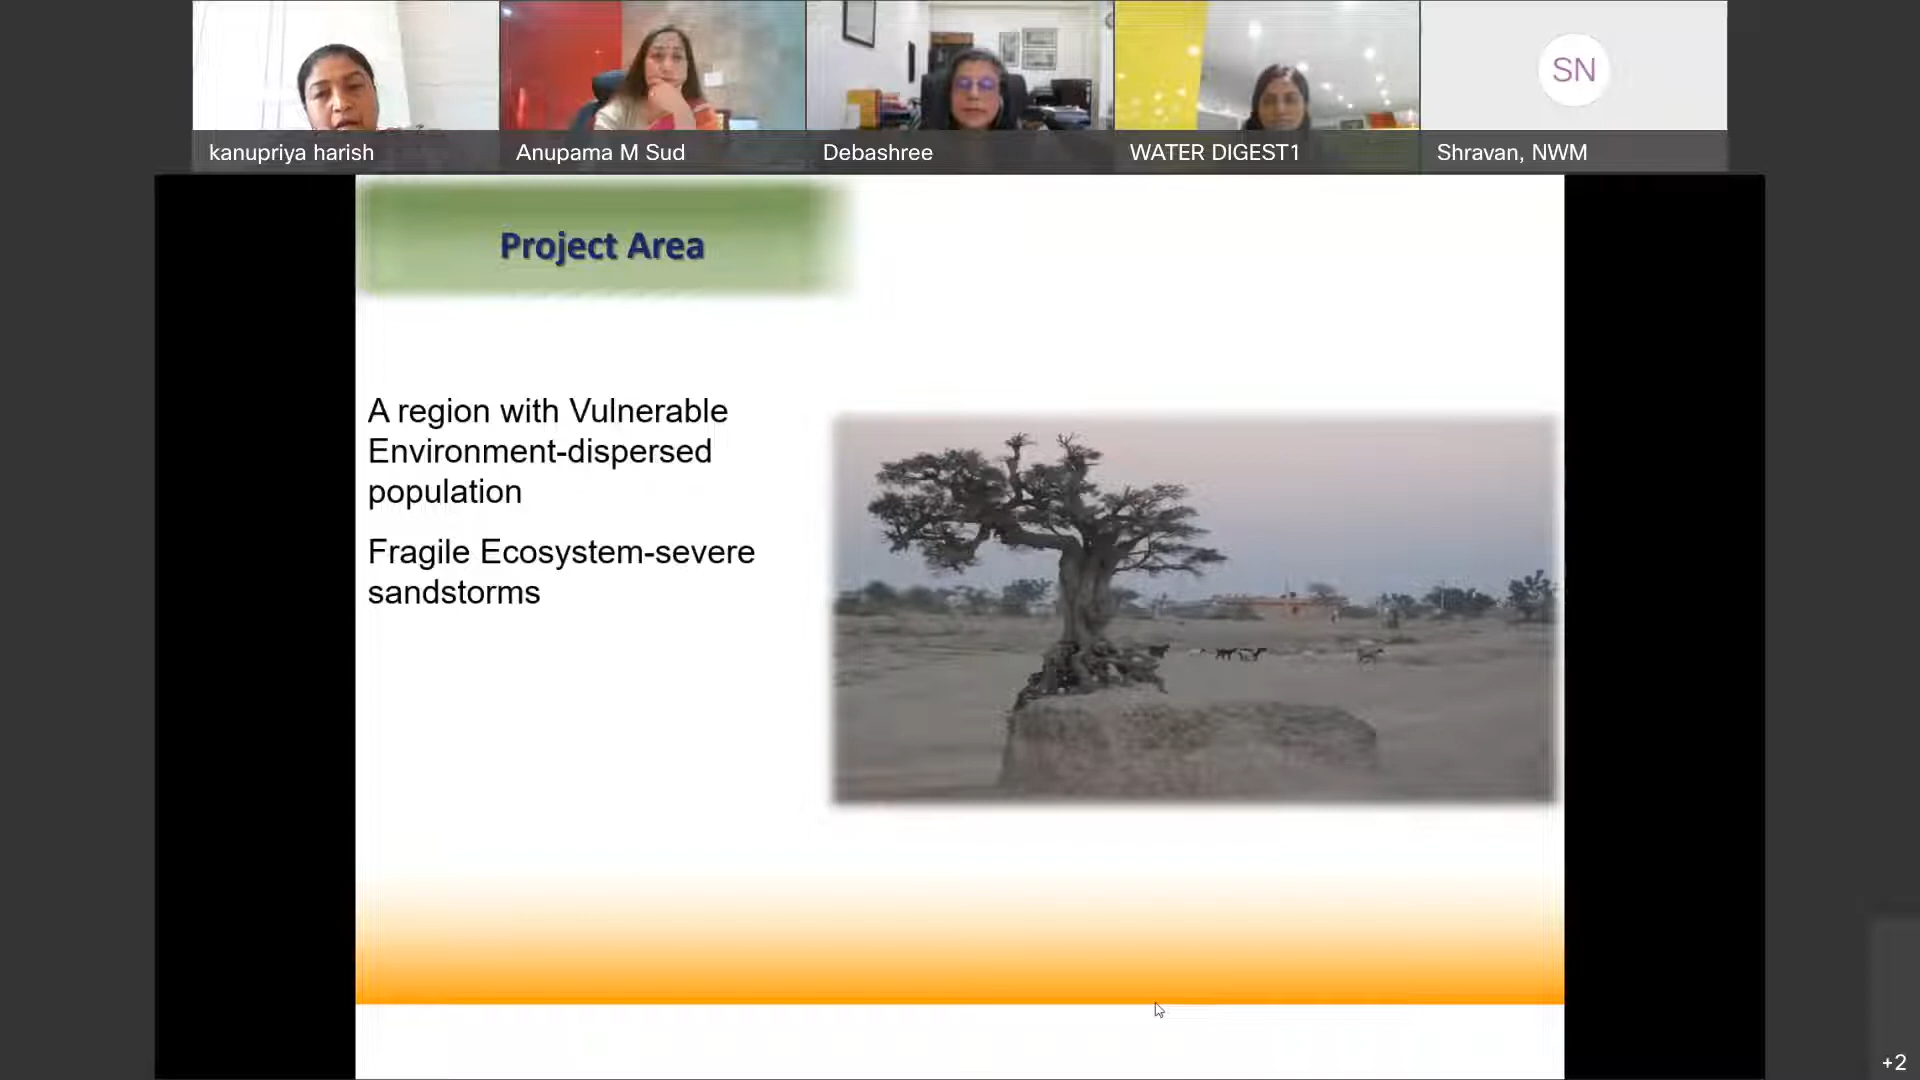 SN
kanupriya harish
Anupama M Sud
Debashree
WATER DIGEST1
Shravan, NWM
Project Area
A region with Vulnerable
Environment-dispersed
population
Fragile Ecosystem-severe
sandstorms
+2